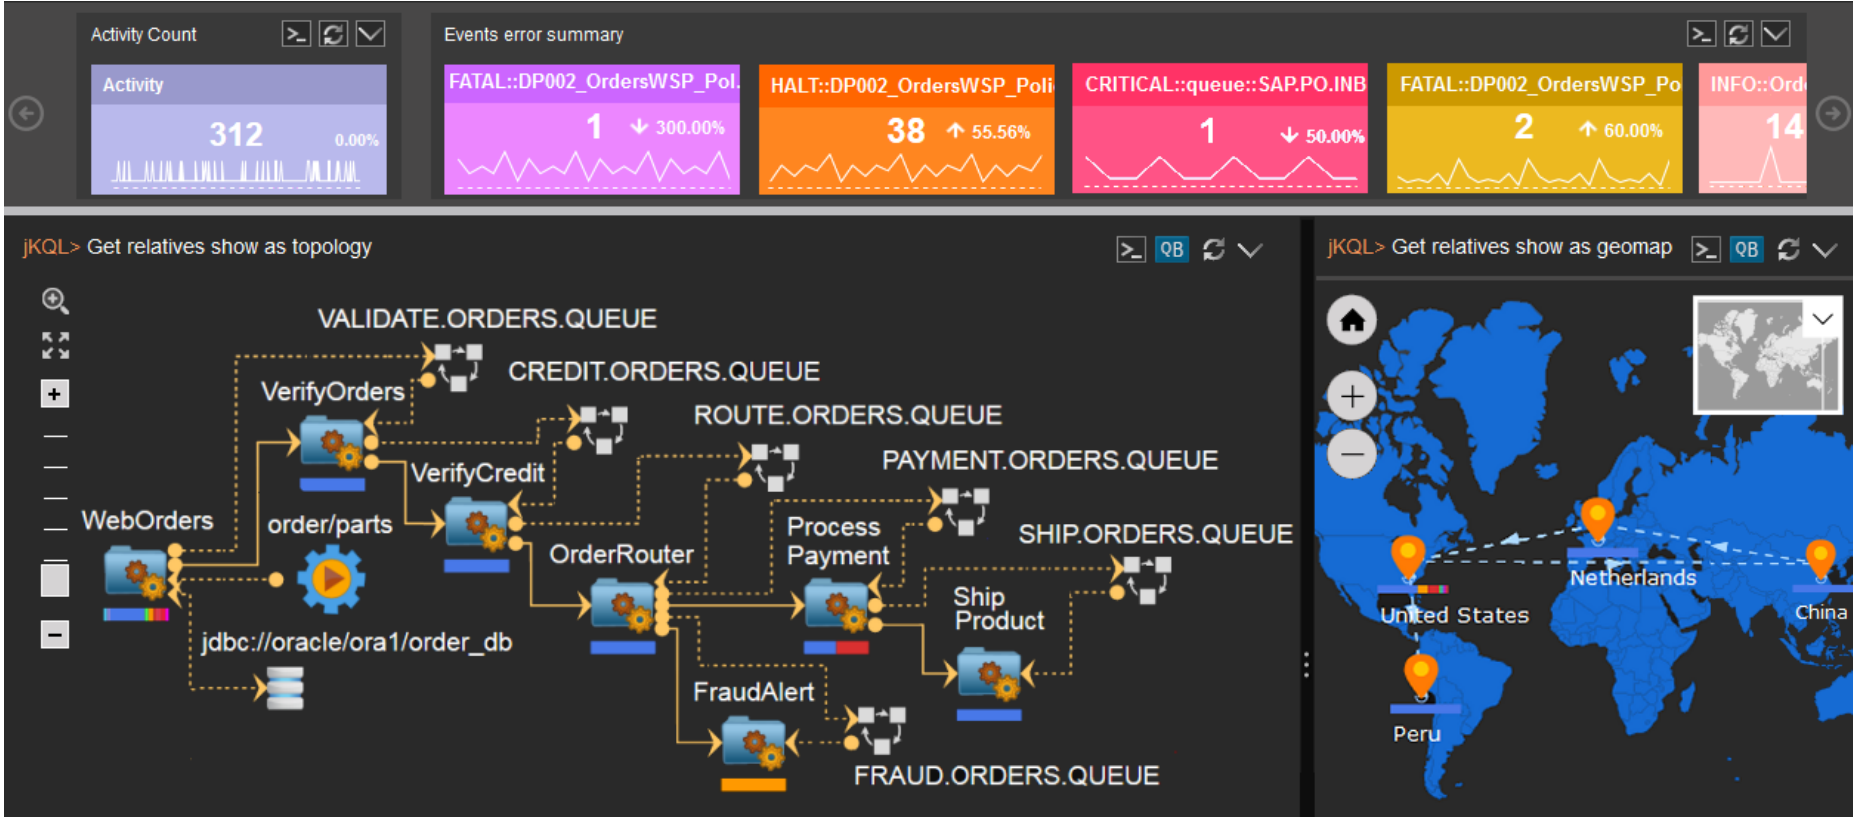 Activity Count
Events error summary
Activity
312
0.00%
FATAL::DP002_OrdersWSP_Pol.
1 300.00%
HALT::DP002_OrdersWSP_Poli
38 55.56%
CRITICAL::queue::SAP.PO.INB
1 50.00%
FATAL::DP002_OrdersWSP_Po
2 60.00%
INFO::Orde
14
jKQL> Get relatives show as topology
QB
jKQL> Get relatives show as geomap
QB
VALIDATE.ORDERS.QUEUE
CREDIT.ORDERS.QUEUE
VerifyOrders
ROUTE.ORDERS.QUEUE
VerifyCredit
PAYMENT.ORDERS.QUEUE
WebOrders
order/parts
Process
Payment
SHIP.ORDERS.QUEUE
OrderRouter
Ship
Product
jdbc://oracle/ora1/order_db
FraudAlert
FRAUD.ORDERS.QUEUE
Netherlands
United States
China
Peru